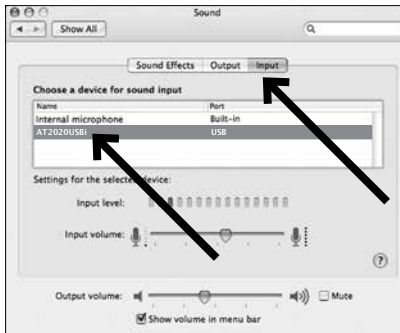 Sound
Show All
Sound Effects Output Input
Choose a device for sound input
Name Port
Internal microphone Built-in
AT2020USBi USB
Settings for the selected device:
Input level:
Input volume:
?
Output volume: Mute
Show volume in menu bar